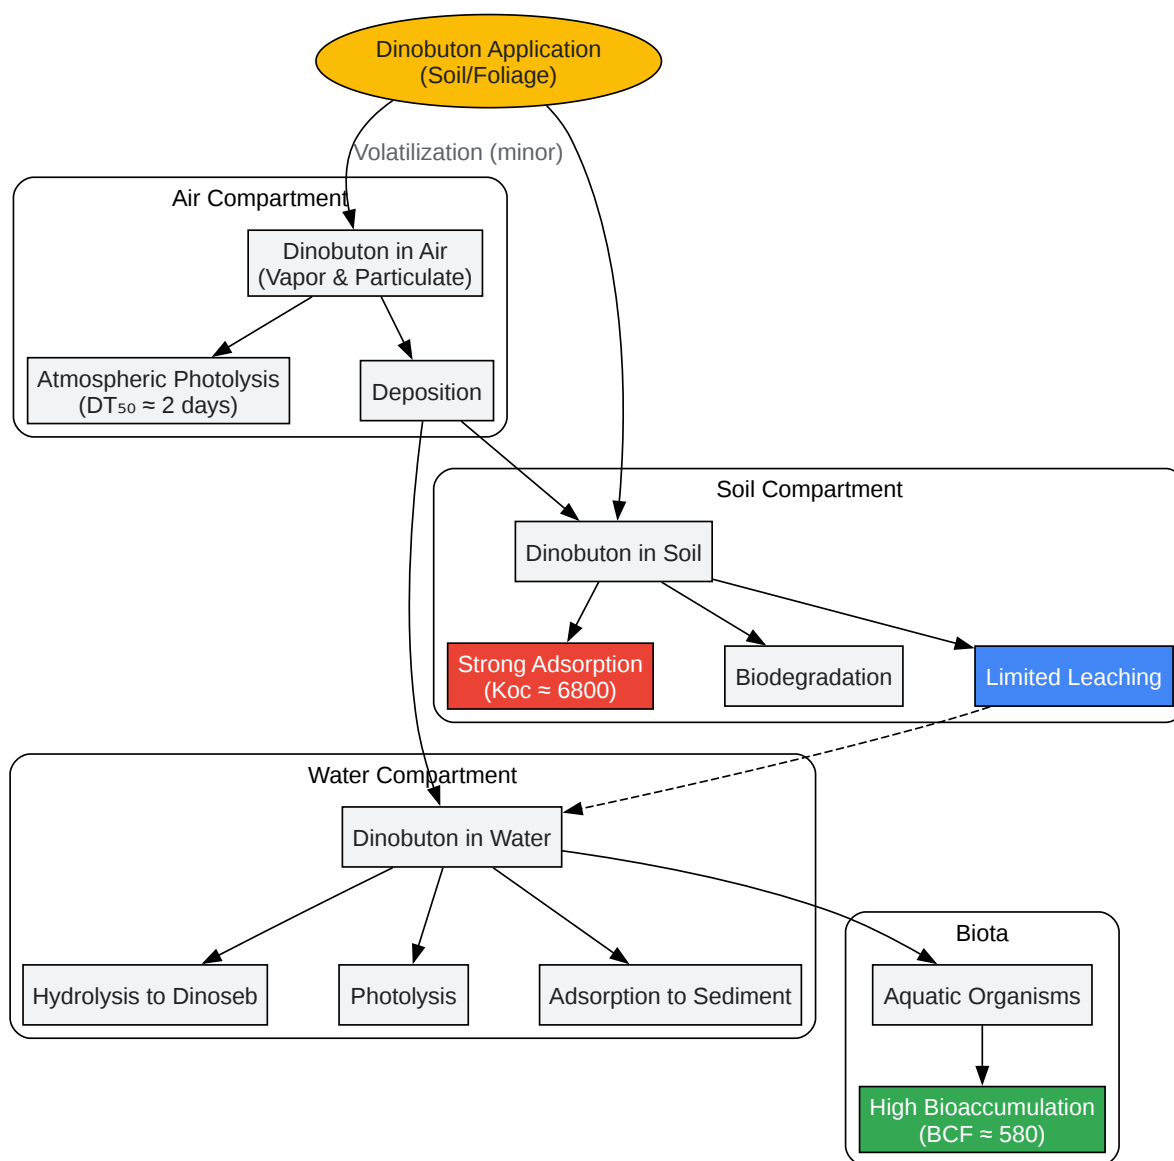 Dinobuton Application
(Soil/Foliage)
Volatilization (minor)
Air Compartment
Dinobuton in Air
(Vapor & Particulate)
Atmospheric Photolysis
(DT₅₀ ≈ 2 days)
Deposition
Soil Compartment
Dinobuton in Soil
Strong Adsorption
(Koc ≈ 6800)
Biodegradation
Limited Leaching
Water Compartment
Dinobuton in Water
Hydrolysis to Dinoseb
Photolysis
Adsorption to Sediment
Biota
Aquatic Organisms
High Bioaccumulation
(BCF ≈ 580)